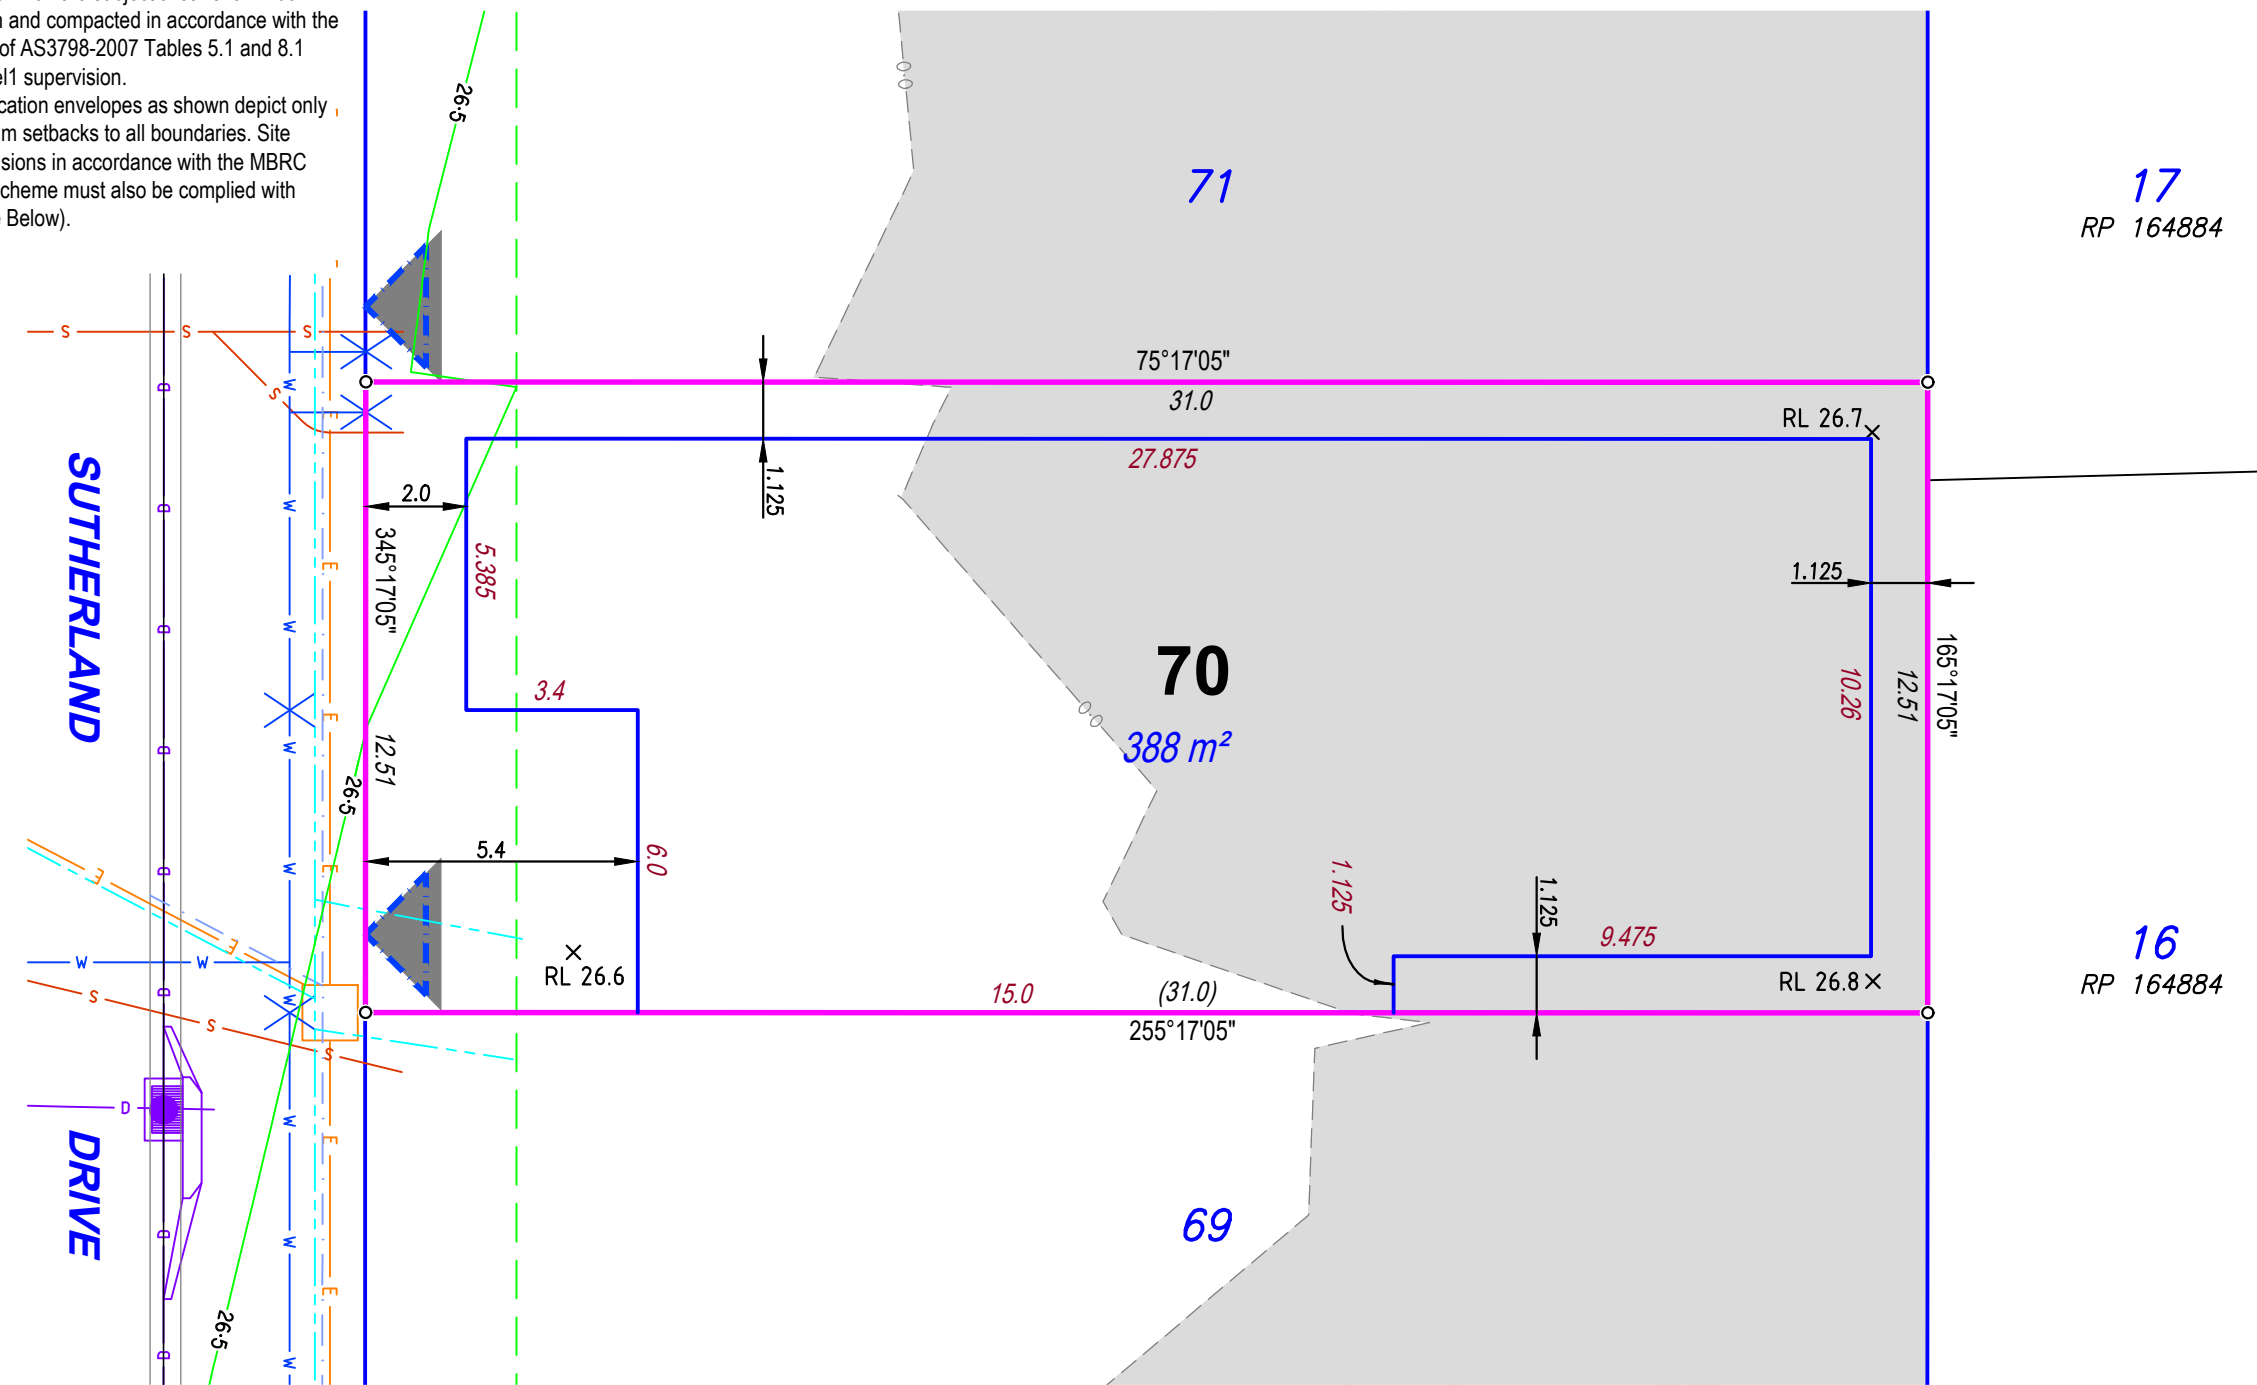 n and compacted in accordance with the
of AS3798-2007 Tables 5.1 and 8.1
el1 supervision.
cation envelopes as shown depict only
m setbacks to all boundaries. Site
sions in accordance with the MBRC
cheme must also be complied with
Below).
26·5
0·0
71
17
RP 164884
S S S
S
75°17'05"
31.0
RL 26.7
27.875
1.125
2.0
345°17'05"
5.385
SUTHERLAND
1.125
165°17'05"
3.4
70
10.26
12.51
0·0
388 m²
12.51
26·5
5.4
6.0
1.125
1.125
9.475
16
RP 164884
RL 26.6
RL 26.8
15.0
(31.0)
255°17'05"
W W
S S S
E E
D
DRIVE
69
26·5
D D D D D D D D
W W W W W W W W W
E E E E E E